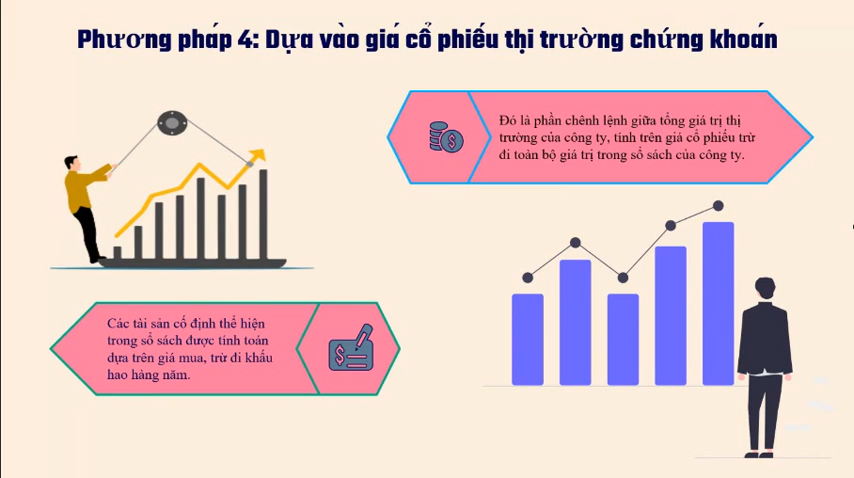 Phương pháp 4: Dựa vào giá cổ phiếu thị trường chứng khoán
Đó là phần chênh lệnh giữa tổng giá trị thị
trường của công ty, tính trên giá cổ phiếu trừ
đi toàn bộ giá trị trong sổ sách của công ty.
Các tài sản cố định thể hiện
trong sổ sách được tính toán
dựa trên giá mua, trừ đi khấu
hao hàng năm.